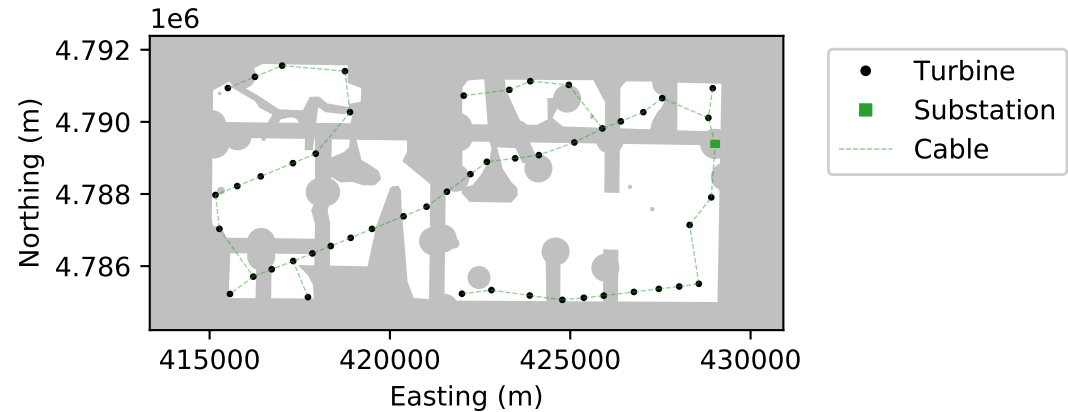 1e6
4.792
4.790
4.788
4.786
Northing (m)
415000 420000 425000 430000
Easting (m)
Turbine
Substation
Cable